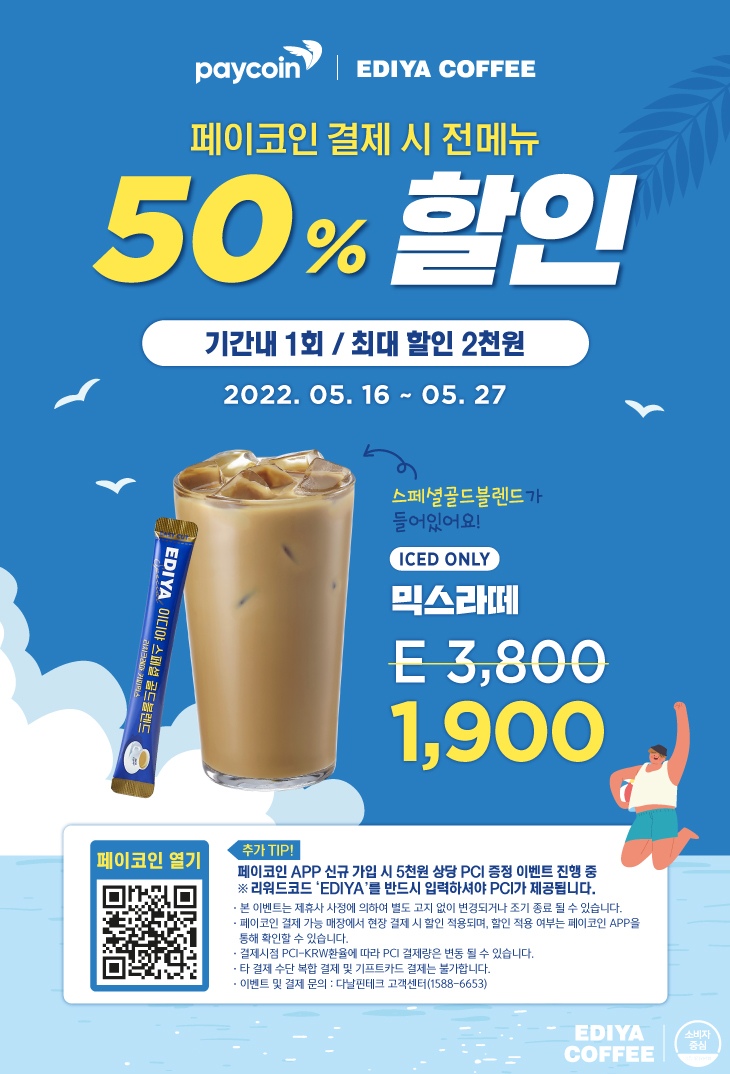 paycoin | EDIYA COFFEE
페이코인 결제 시 전메뉴
50% 할인
기간내 1회 / 최대 할인 2천원
2022. 05. 16 ~ 05. 27
스페셜골드블렌드가
들어있어요!
ICED ONLY
믹스라떼
E 3,800
1,900
EDIYA
이디야 스페셜 골드블렌드
페이코인 열기
추가 TIP!
페이코인 APP 신규 가입 시 5천원 상당 PCI 증정 이벤트 진행 중
※ 리워드코드 ‘EDIYA’를 반드시 입력하셔야 PCI가 제공됩니다.
· 본 이벤트는 제휴사 사정에 의하여 별도 고지 없이 변경되거나 조기 종료 될 수 있습니다.
· 페이코인 결제 가능 매장에서 현장 결제 시 할인 적용되며, 할인 적용 여부는 페이코인 APP을
통해 확인할 수 있습니다.
· 결제시점 PCI-KRW환율에 따라 PCI 결제량은 변동 될 수 있습니다.
· 타 결제 수단 복합 결제 및 기프트카드 결제는 불가합니다.
· 이벤트 및 결제 문의 : 다날핀테크 고객센터(1588-6653)
EDIYA
COFFEE
소비자
중심